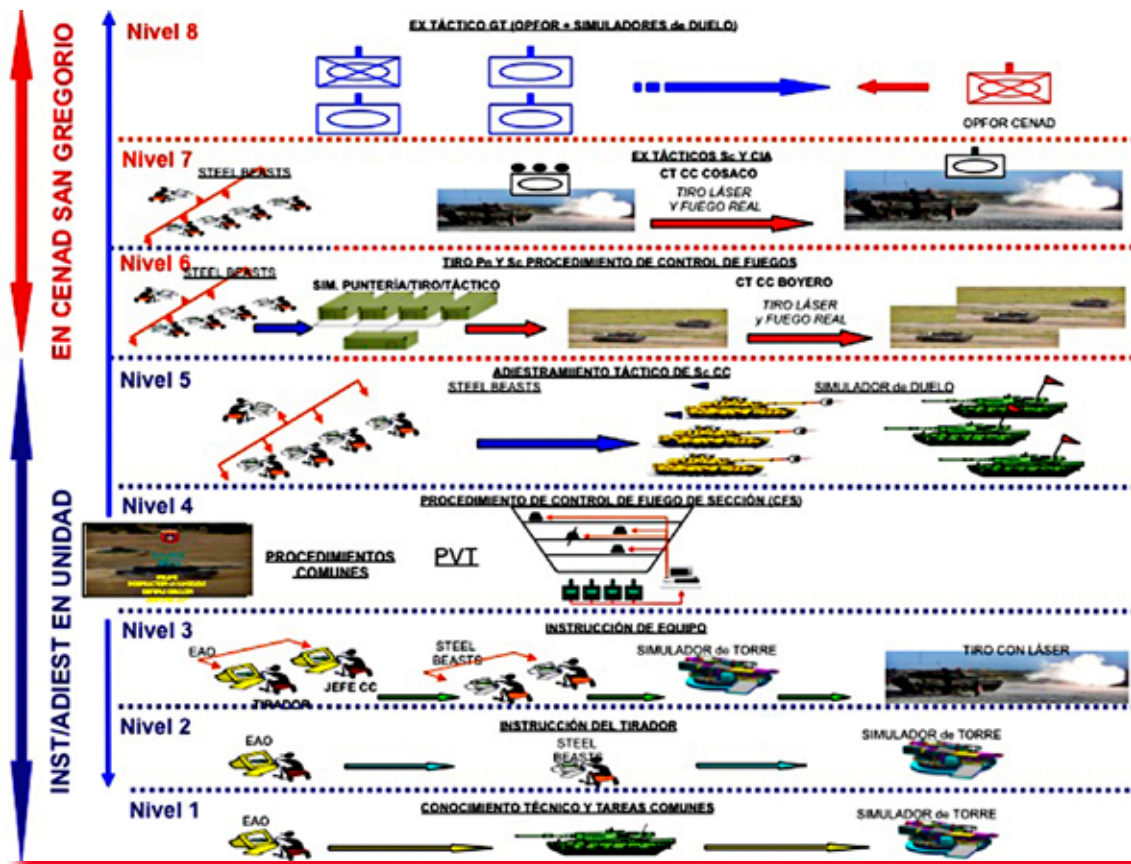 EN CENAD SAN GREGORIO
INST/ADIEST EN UNIDAD
Nivel 8
EX TÁCTICO GT (OPFOR + SIMULADORES de DUELO)
OPFOR CENAD
Nivel 7
STEEL BEASTS
EX TÁCTICOS Sc Y CIA
CT CC COSACO
TIRO LÁSER
Y FUEGO REAL
Nivel 6
STEEL BEASTS
TIRO Pn Y Sc PROCEDIMIENTO DE CONTROL DE FUEGOS
SIM. PUNTERÍA/TIRO/TÁCTICO
CT CC BOYERO
TIRO LÁSER
y FUEGO REAL
Nivel 5
ADIESTRAMIENTO TÁCTICO DE Sc CC
STEEL BEASTS
SIMULADOR de DUELO
Nivel 4
PROCEDIMIENTO DE CONTROL DE FUEGO DE SECCIÓN (CFS)
PROCEDIMIENTOS
COMUNES
PVT
Nivel 3
INSTRUCCIÓN DE EQUIPO
EAO
JEFE CC
TIRADOR
STEEL
BEASTS
SIMULADOR de TORRE
TIRO CON LÁSER
Nivel 2
INSTRUCCIÓN DEL TIRADOR
EAO
STEEL
BEASTS
SIMULADOR de TORRE
Nivel 1
CONOCIMIENTO TÉCNICO Y TAREAS COMUNES
EAO
SIMULADOR de TORRE